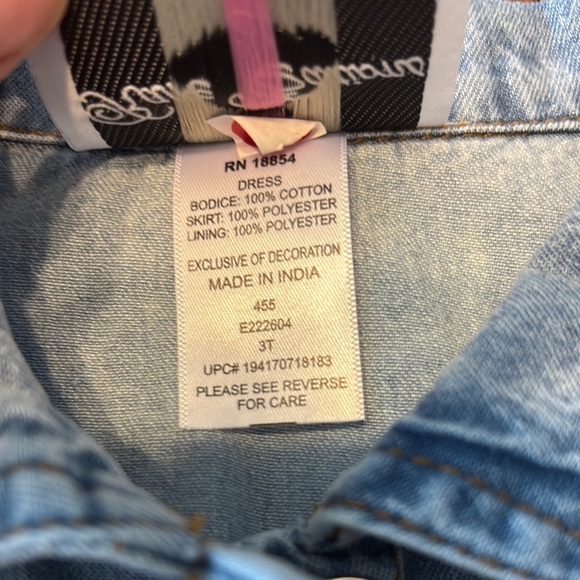 RN 18854
DRESS
BODICE: 100% COTTON
SKIRT: 100% POLYESTER
LINING: 100% POLYESTER
EXCLUSIVE OF DECORATION
MADE IN INDIA
455
E222604
3T
UPC# 194170718183
PLEASE SEE REVERSE
FOR CARE